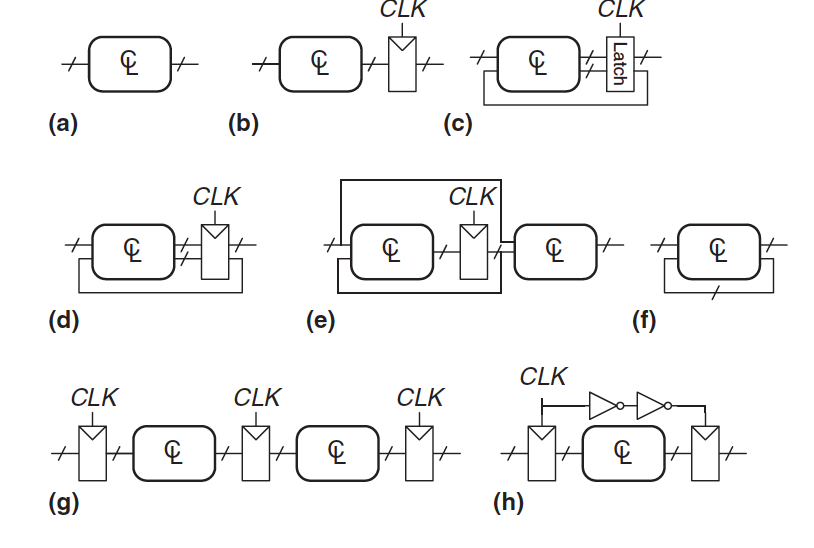 CLK CLK
CL CL CL Latch
(a) (b) (c)
CLK CLK
CL CL CL CL
(d) (e) (f)
CLK CLK CLK CLK
CL CL CL
(g) (h)